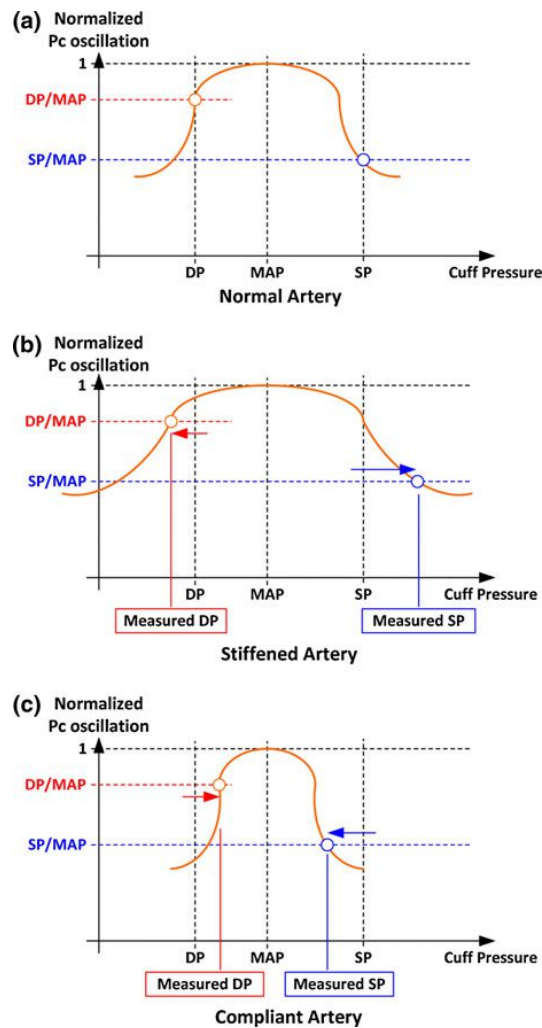 (a)
Normalized
Pc oscillation
1
DP/MAP
SP/MAP
DP MAP SP Cuff Pressure
Normal Artery
(b)
Normalized
Pc oscillation
1
DP/MAP
SP/MAP
DP MAP SP Cuff Pressure
Measured DP Measured SP
Stiffened Artery
(c)
Normalized
Pc oscillation
1
DP/MAP
SP/MAP
DP MAP SP Cuff Pressure
Measured DP Measured SP
Compliant Artery